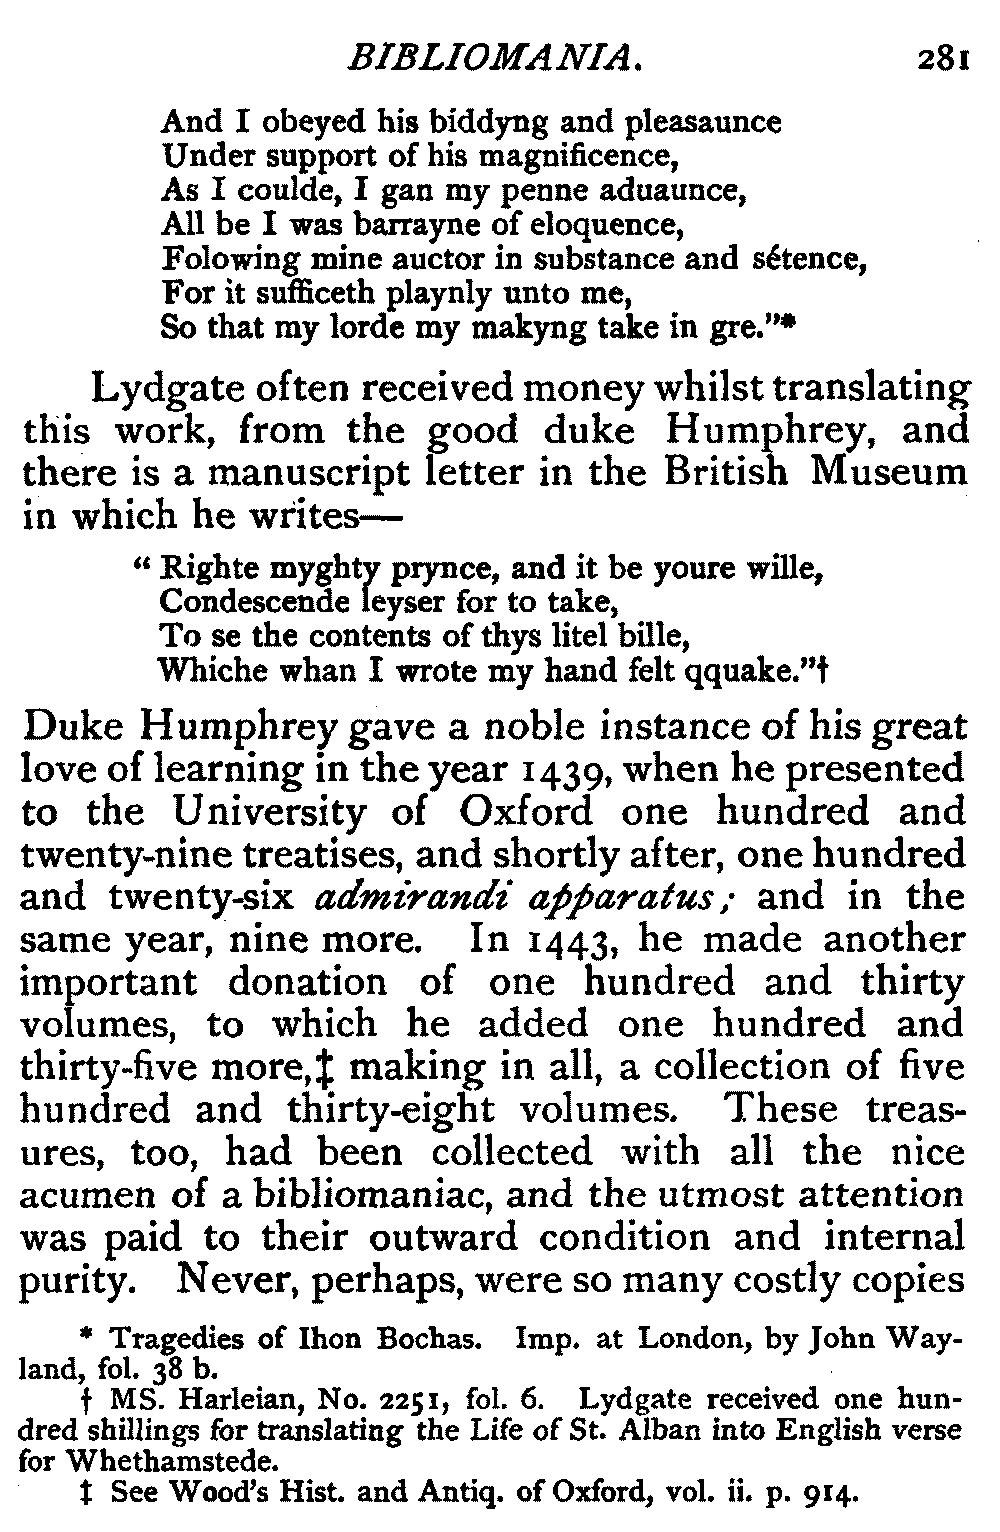 BIBLIOMANIA. 281
And I obeyed his biddyng and pleasaunce
Under support of his magnificence,
As I coulde, I gan my penne aduaunce,
All be I was barrayne of eloquence,
Folowing mine auctor in substance and sétence,
For it sufficeth playnly unto me,
So that my lorde my makyng take in gre."*
Lydgate often received money whilst translating
this work, from the good duke Humphrey, and
there is a manuscript letter in the British Museum
in which he writes—
“ Righte myghty prynce, and it be youre wille,
Condescende leyser for to take,
To se the contents of thys litel bille,
Whiche whan I wrote my hand felt qquake.”†
Duke Humphrey gave a noble instance of his great
love of learning in the year 1439, when he presented
to the University of Oxford one hundred and
twenty-nine treatises, and shortly after, one hundred
and twenty-six admirandi apparatus; and in the
same year, nine more. In 1443, he made another
important donation of one hundred and thirty
volumes, to which he added one hundred and
thirty-five more,‡ making in all, a collection of five
hundred and thirty-eight volumes. These treas-
ures, too, had been collected with all the nice
acumen of a bibliomaniac, and the utmost attention
was paid to their outward condition and internal
purity. Never, perhaps, were so many costly copies
* Tragedies of Ihon Bochas. Imp. at London, by John Way-
land, fol. 38 b.
† MS. Harleian, No. 2251, fol. 6. Lydgate received one hun-
dred shillings for translating the Life of St. Alban into English verse
for Whethamstede.
‡ See Wood's Hist. and Antiq. of Oxford, vol. ii. p. 914.